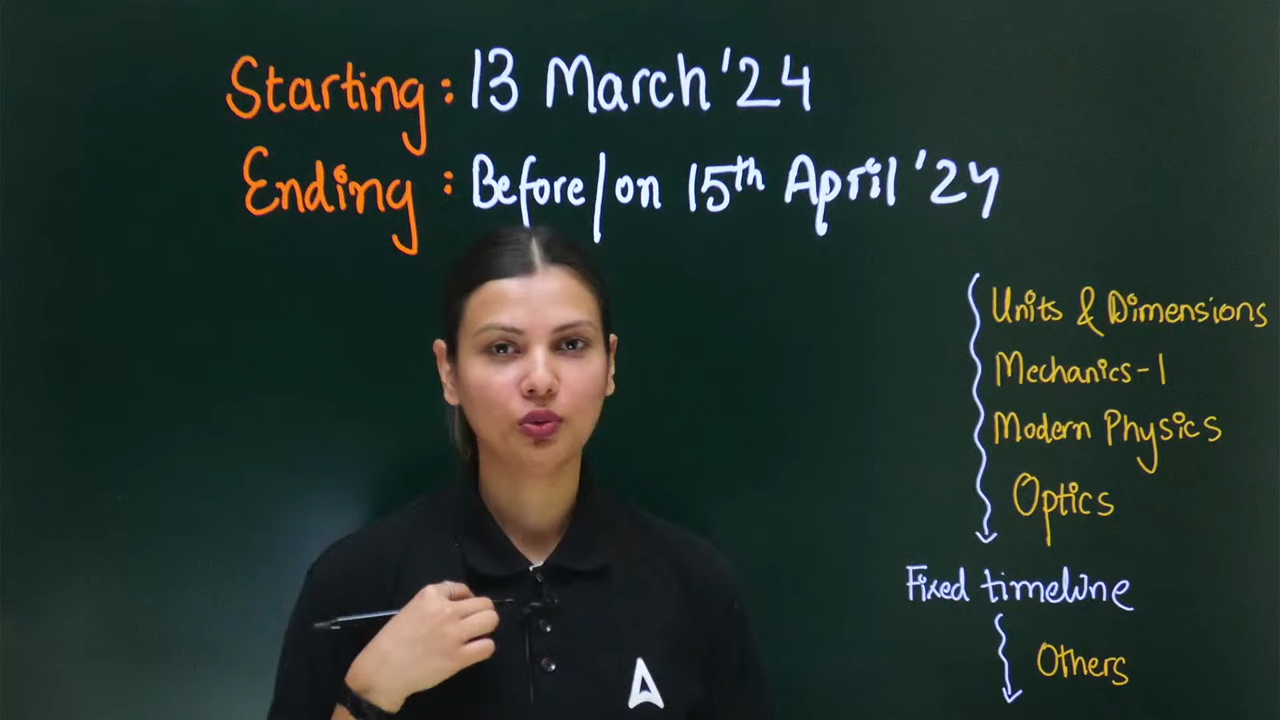 Starting : 13 March '24
Ending : Before/on 15th April '24
Units & Dimensions
Mechanics-1
Modern Physics
Optics
Fixed timeline
Others